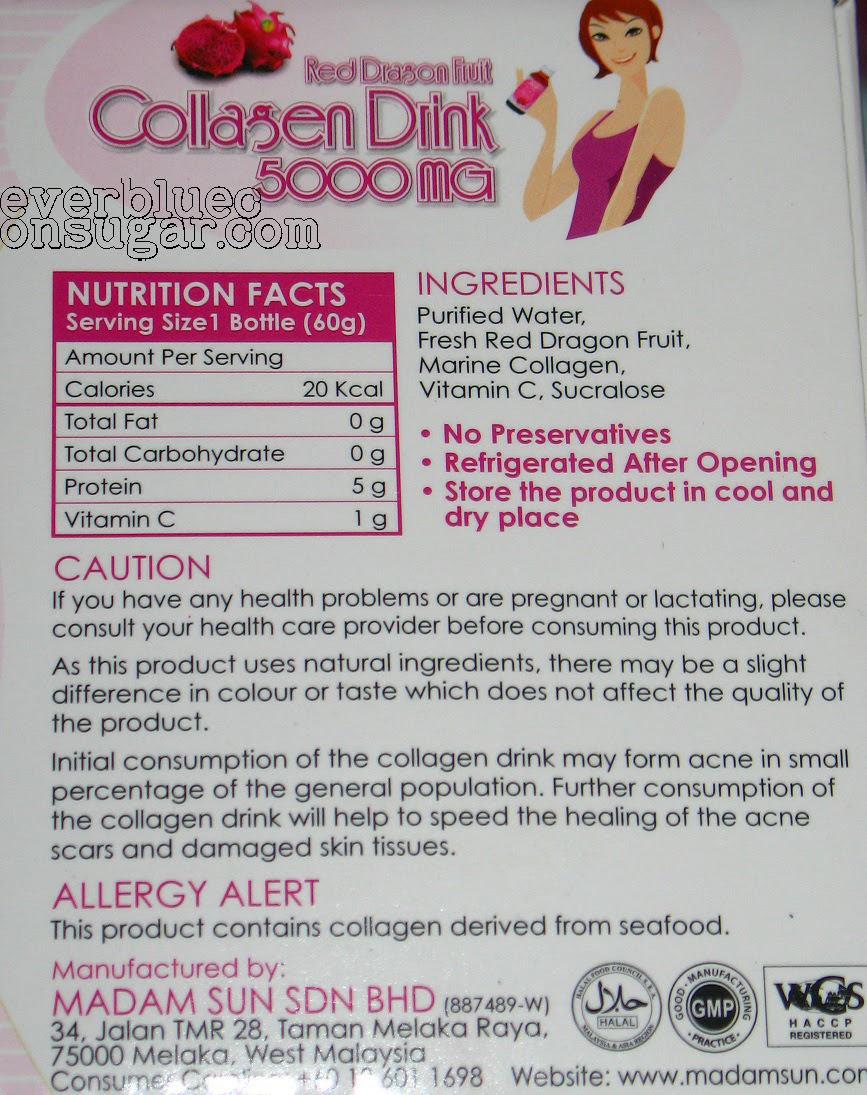 Red Dragon Fruit
Collagen Drink
5000 MG
everbluec
onsugar.com
NUTRITION FACTS
Serving Size1 Bottle (60g)
Amount Per Serving
Calories 20 Kcal
Total Fat 0 g
Total Carbohydrate 0 g
Protein 5 g
Vitamin C 1 g
INGREDIENTS
Purified Water,
Fresh Red Dragon Fruit,
Marine Collagen,
Vitamin C, Sucralose
• No Preservatives
• Refrigerated After Opening
• Store the product in cool and
dry place
CAUTION
If you have any health problems or are pregnant or lactating, please
consult your health care provider before consuming this product.
As this product uses natural ingredients, there may be a slight
difference in colour or taste which does not affect the quality of
the product.
Initial consumption of the collagen drink may form acne in small
percentage of the general population. Further consumption of
the collagen drink will help to speed the healing of the acne
scars and damaged skin tissues.
ALLERGY ALERT
This product contains collagen derived from seafood.
Manufactured by:
MADAM SUN SDN BHD (887489-W)
34, Jalan TMR 28, Taman Melaka Raya,
75000 Melaka, West Malaysia
Consumer 601 1698 Website: www.madamsun.com
حلال
HALAL
GOOD • MANUFACTURING
GMP
• PRACTICE •
WCS
HACCP
REGISTERED